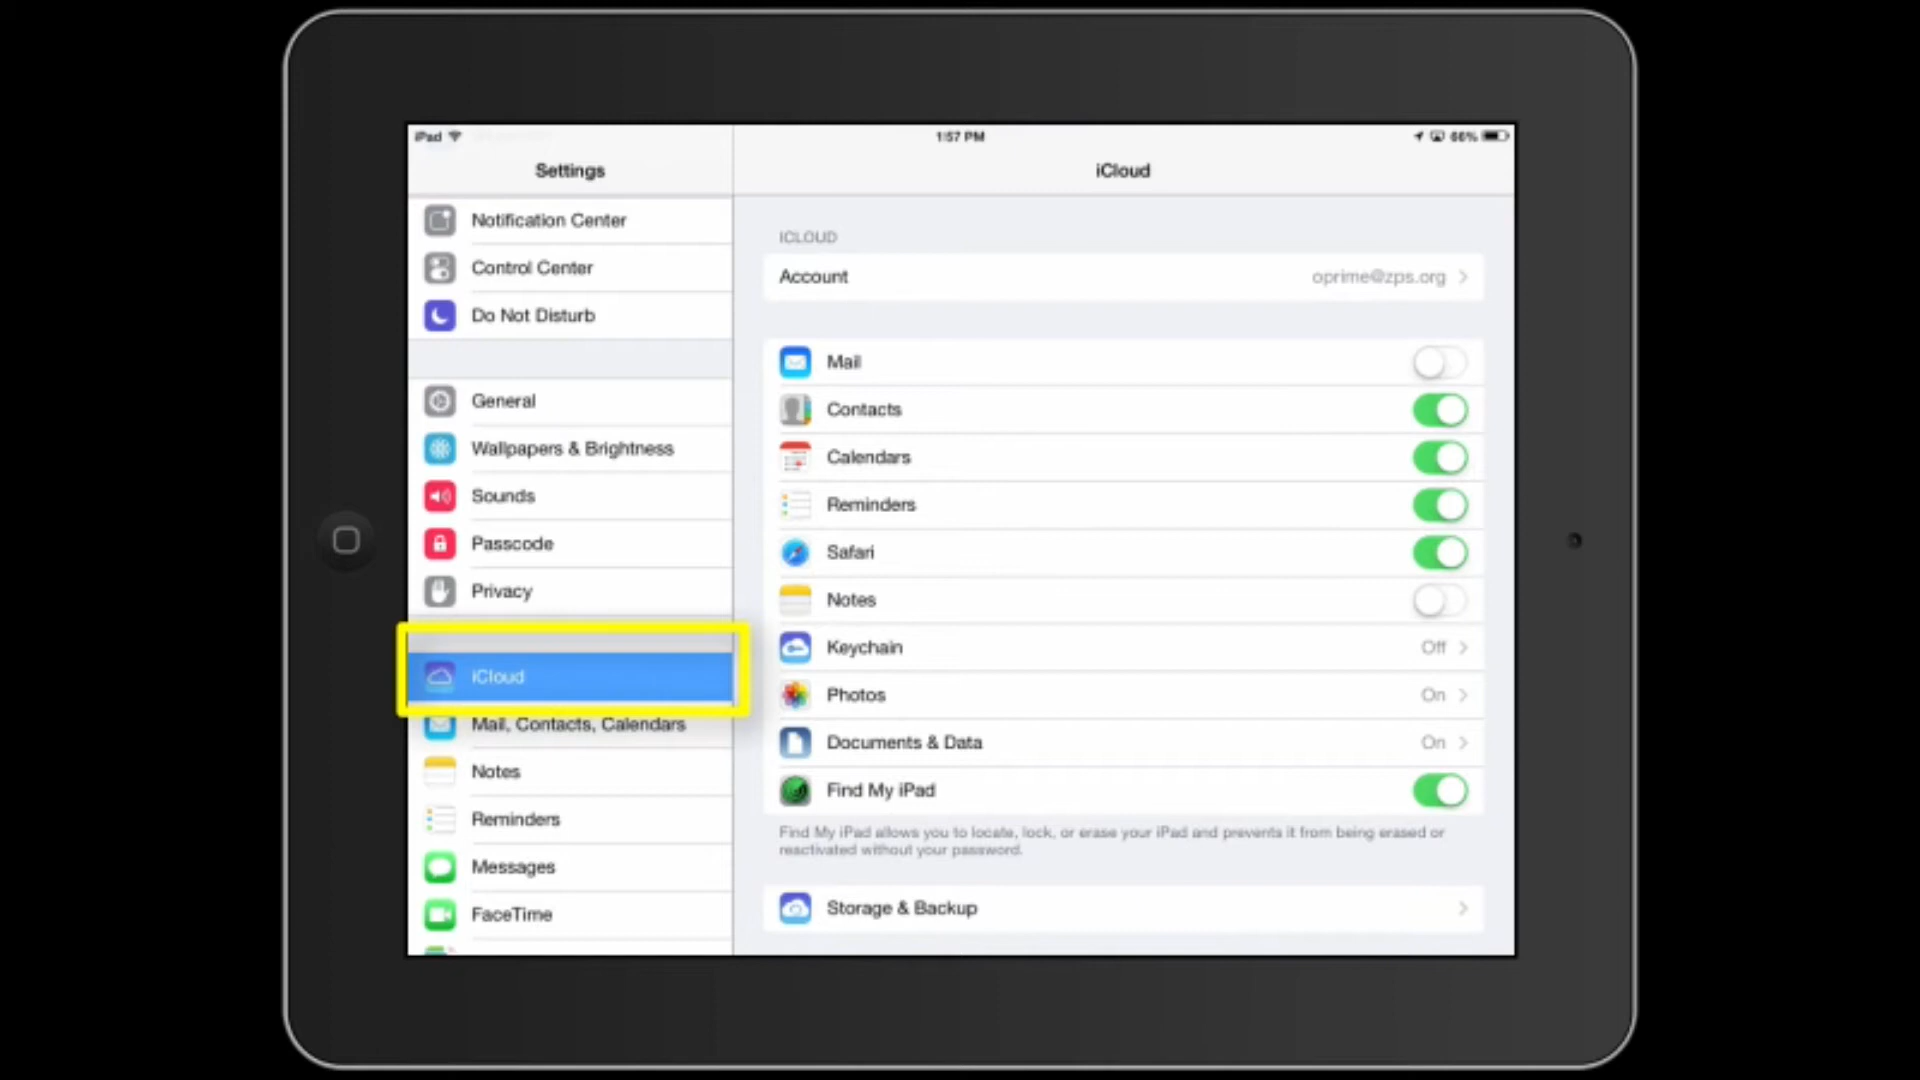 iPad
1:57 PM
66%
Settings
iCloud
Notification Center
Control Center
Do Not Disturb
General
Wallpapers & Brightness
Sounds
Passcode
Privacy
iCloud
Mail, Contacts, Calendars
Notes
Reminders
Messages
FaceTime
ICLOUD
Account oprime@zps.org
Mail
Contacts
Calendars
Reminders
Safari
Notes
Keychain Off
Photos On
Documents & Data On
Find My iPad
Find My iPad allows you to locate, lock, or erase your iPad and prevents it from being erased or
reactivated without your password.
Storage & Backup